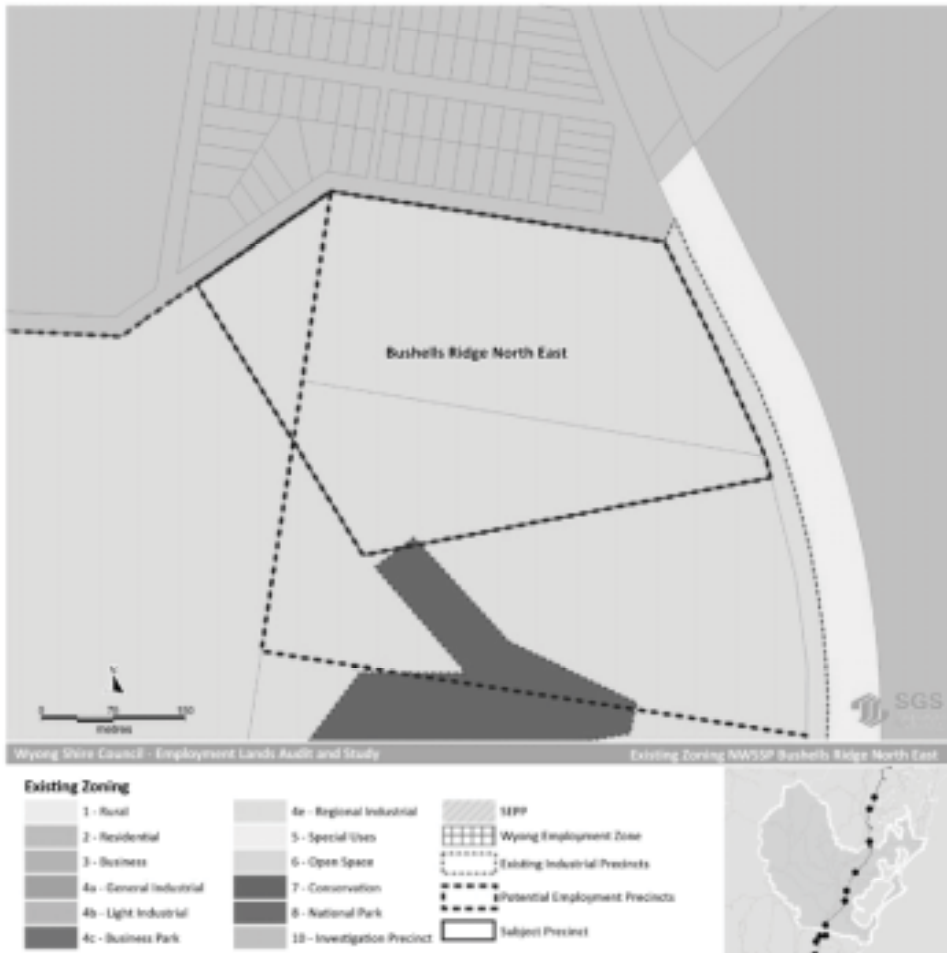 Bushells Ridge North East
N
0 75 150
metres
SGS
Wyong Shire Council - Employment Lands Audit and Study
Existing Zoning NWSSP Bushells Ridge North East
Existing Zoning
1 - Rural
2 - Residential
3 - Business
4a - General Industrial
4b - Light Industrial
4c - Business Park
4e - Regional Industrial
5 - Special Uses
6 - Open Space
7 - Conservation
8 - National Park
10 - Investigation Precinct
SEPP
Wyong Employment Zone
Existing Industrial Precincts
Potential Employment Precincts
Subject Precinct